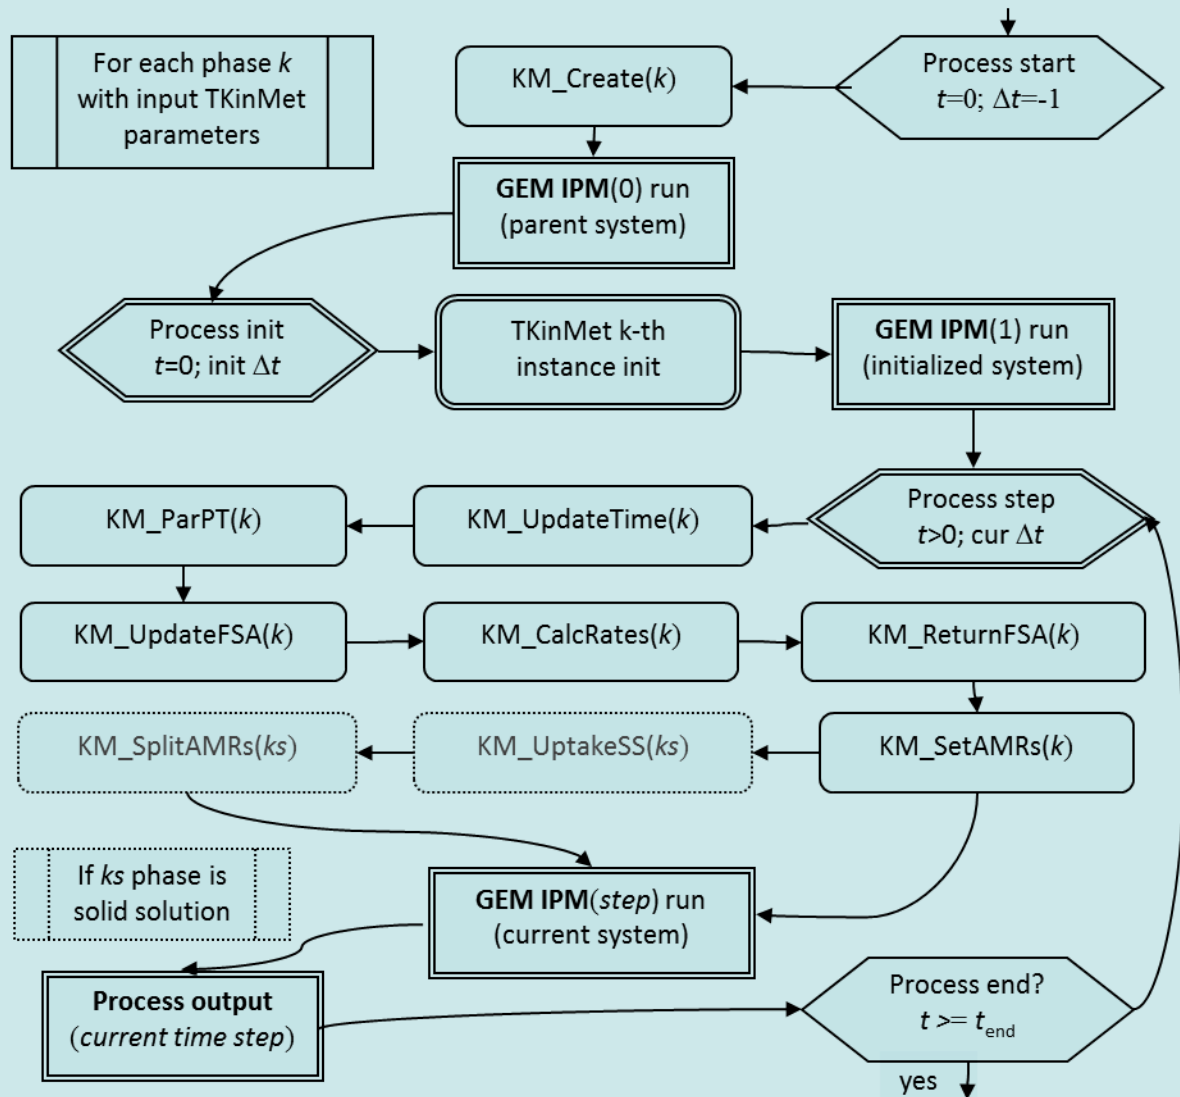 For each phase k
with input TKinMet
parameters
KM_Create(k)
Process start
t=0; Δt=-1
GEM IPM(0) run
(parent system)
Process init
t=0; init Δt
TKinMet k-th
instance init
GEM IPM(1) run
(initialized system)
Process step
t>0; cur Δt
KM_UpdateTime(k)
KM_ParPT(k)
KM_UpdateFSA(k)
KM_CalcRates(k)
KM_ReturnFSA(k)
KM_SetAMRs(k)
KM_UptakeSS(ks)
KM_SplitAMRs(ks)
If ks phase is
solid solution
GEM IPM(step) run
(current system)
Process output
(current time step)
Process end?
t >= tend
yes